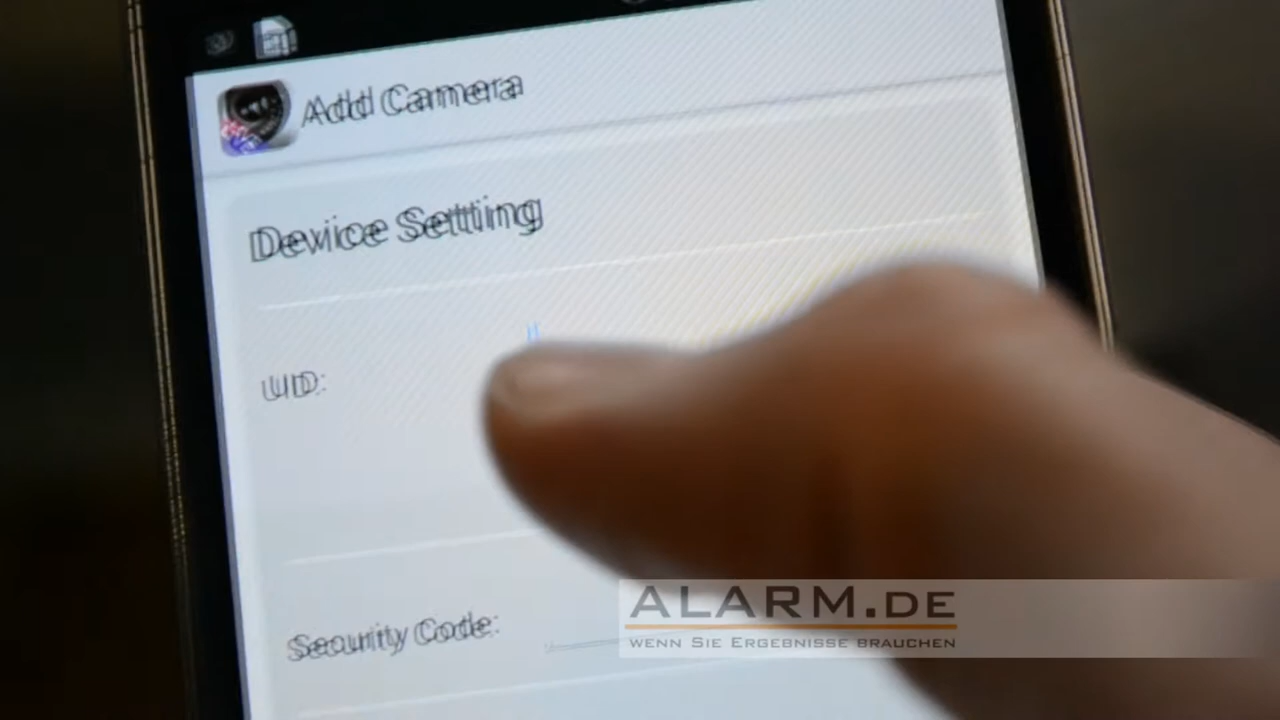 Add Camera
Device Setting
UID:
Security Code:
ALARM.DE
WENN SIE ERGEBNISSE BRAUCHEN